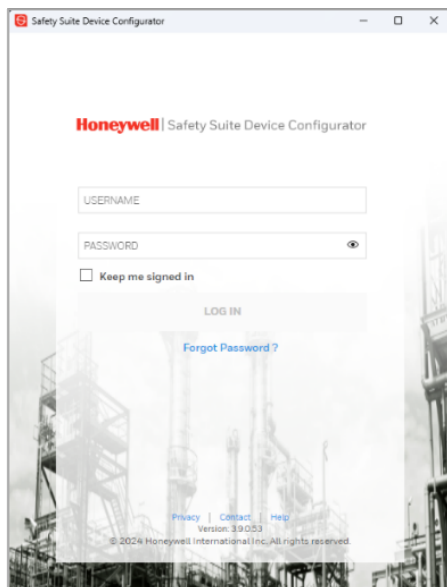 Safety Suite Device Configurator
Honeywell | Safety Suite Device Configurator
USERNAME
PASSWORD
Keep me signed in
LOG IN
Forgot Password ?
Privacy | Contact | Help
Version: 3.9.0.53
© 2024 Honeywell International Inc. All rights reserved.